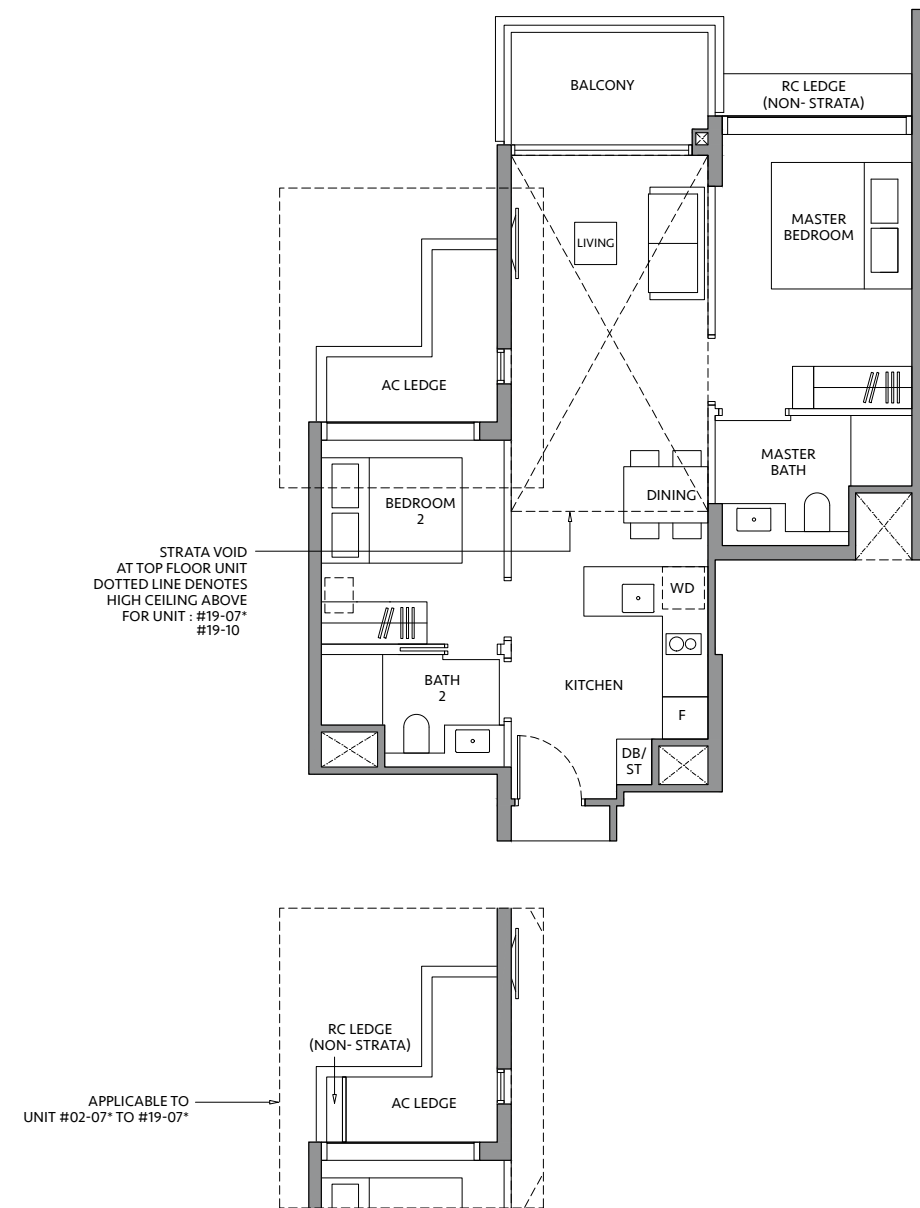 BALCONY
RC LEDGE
(NON- STRATA)
MASTER
BEDROOM
LIVING
AC LEDGE
MASTER
BATH
DINING
BEDROOM
2
STRATA VOID
AT TOP FLOOR UNIT
DOTTED LINE DENOTES
HIGH CEILING ABOVE
FOR UNIT : #19-07*
#19-10
WD
BATH
2
KITCHEN
F
DB/
ST
RC LEDGE
(NON- STRATA)
APPLICABLE TO
UNIT #02-07* TO #19-07*
AC LEDGE